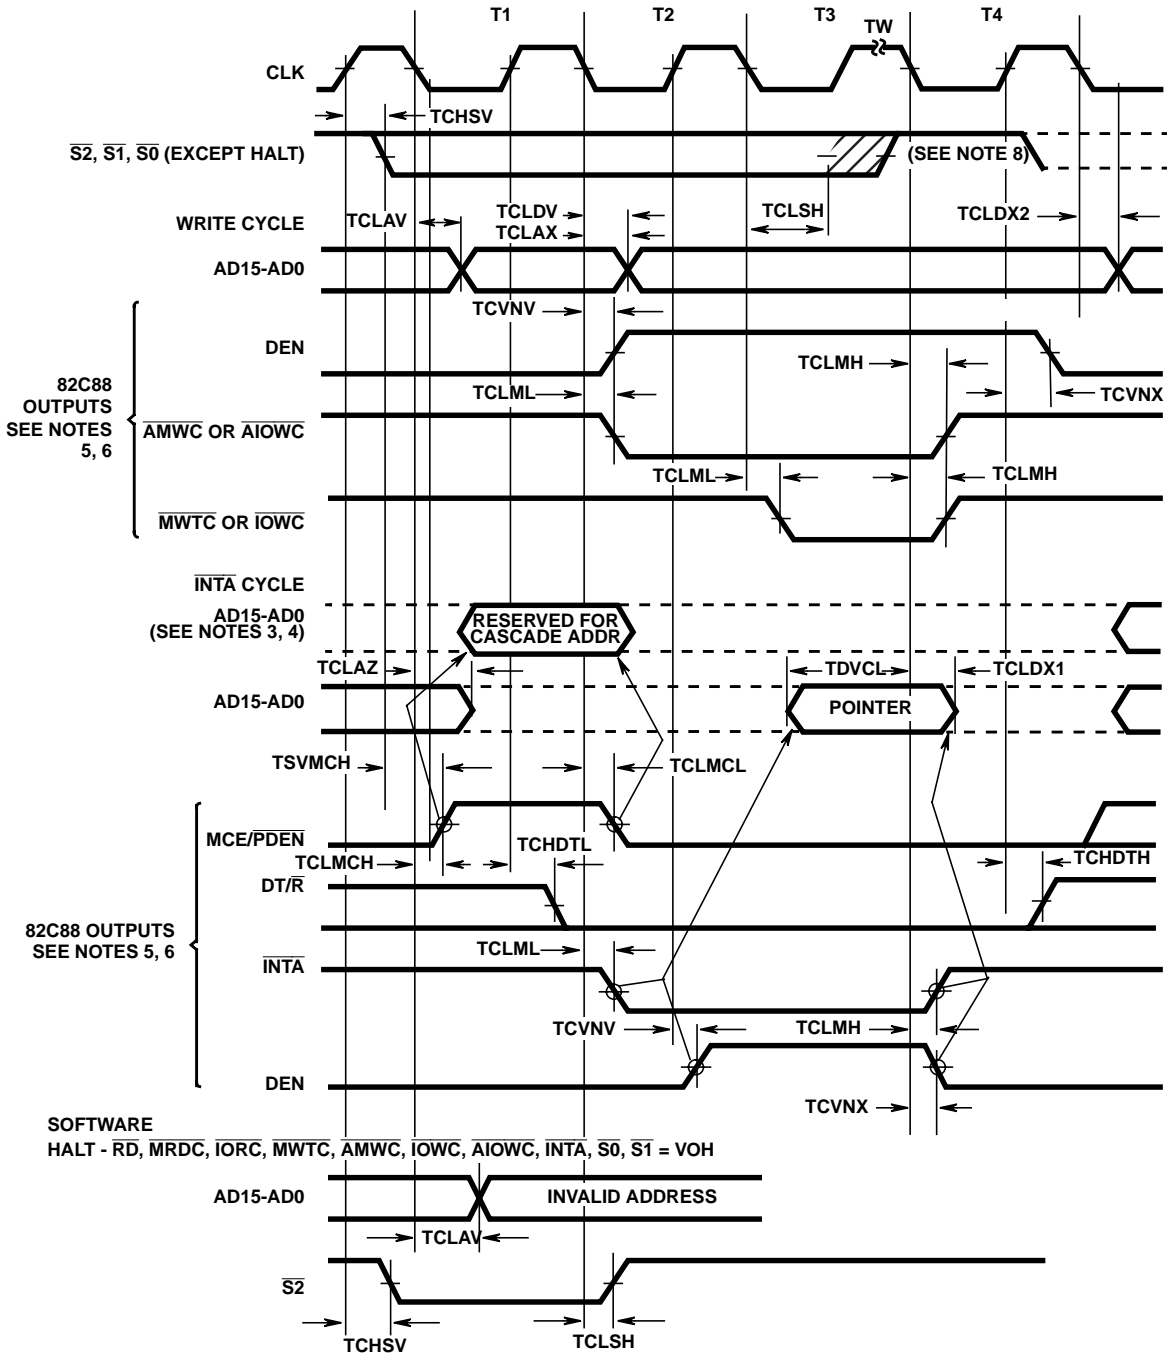 T1 T2 T3 T4
TW
CLK
TCHSV
S2, S1, S0 (EXCEPT HALT)
(SEE NOTE 8)
TCLAV
TCLDV
TCLSH
TCLDX2
WRITE CYCLE
TCLAX
AD15-AD0
TCVNV
DEN
TCLMH
82C88
OUTPUTS
SEE NOTES
5, 6
TCLML
TCVNX
AMWC OR AIOWC
TCLML
TCLMH
MWTC OR IOWC
INTA CYCLE
AD15-AD0
(SEE NOTES 3, 4)
RESERVED FOR
CASCADE ADDR
TCLAZ
TDVCL
TCLDX1
AD15-AD0
POINTER
TSVMCH
TCLMCL
MCE/PDEN
TCLMCH
TCHDTL
TCHDTH
DT/R
82C88 OUTPUTS
SEE NOTES 5, 6
TCLML
INTA
TCVNV
TCLMH
DEN
TCVNX
SOFTWARE
HALT - RD, MRDC, IORC, MWTC, AMWC, IOWC, AIOWC, INTA, S0, S1 = VOH
AD15-AD0
INVALID ADDRESS
TCLAV
S2
TCHSV
TCLSH